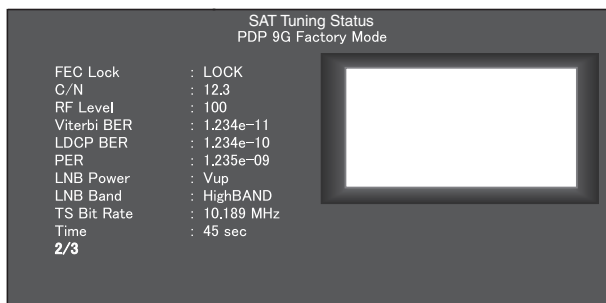 SAT Tuning Status
PDP 9G Factory Mode
FEC Lock : LOCK
C/N : 12.3
RF Level : 100
Viterbi BER : 1.234e-11
LDCP BER : 1.234e-10
PER : 1.235e-09
LNB Power : Vup
LNB Band : HighBAND
TS Bit Rate : 10.189 MHz
Time : 45 sec
2/3